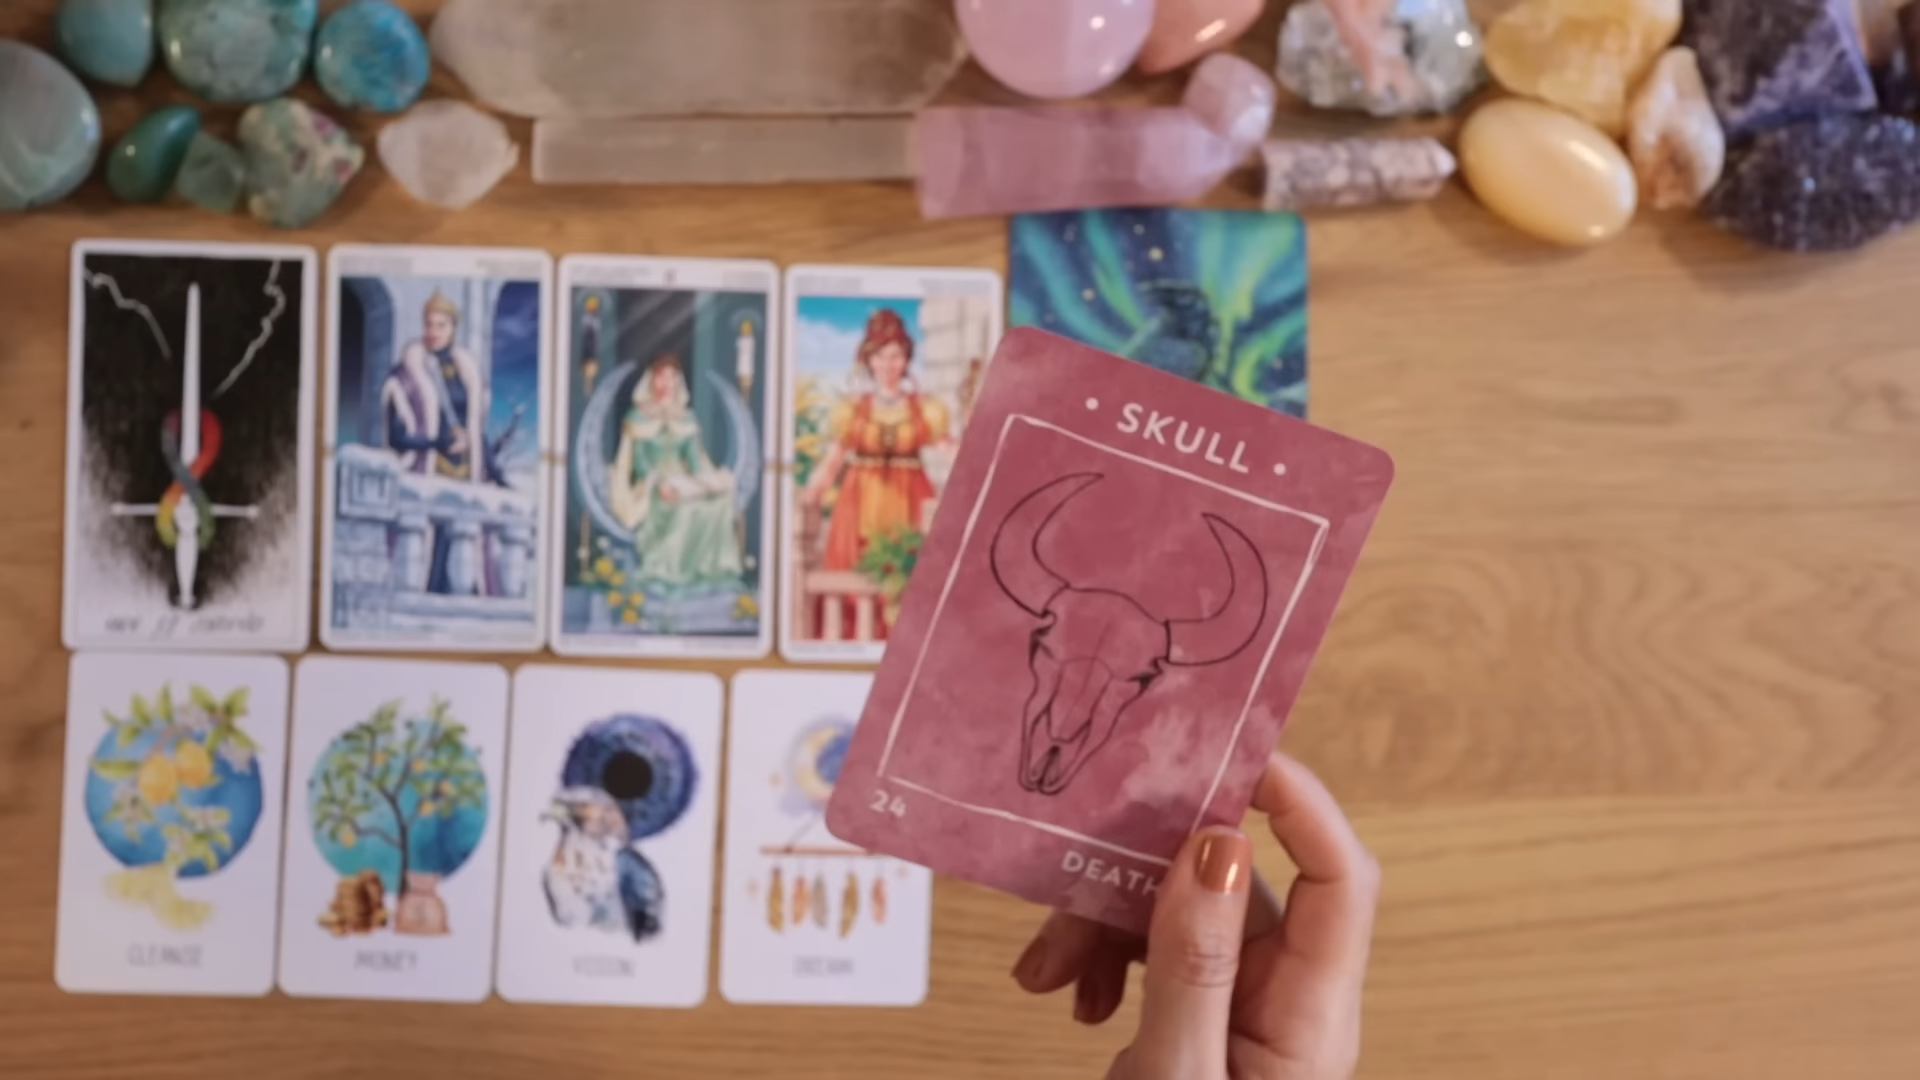 • SKULL •
24
DEATH
CLEANSE
MONEY
VISION
DREAM